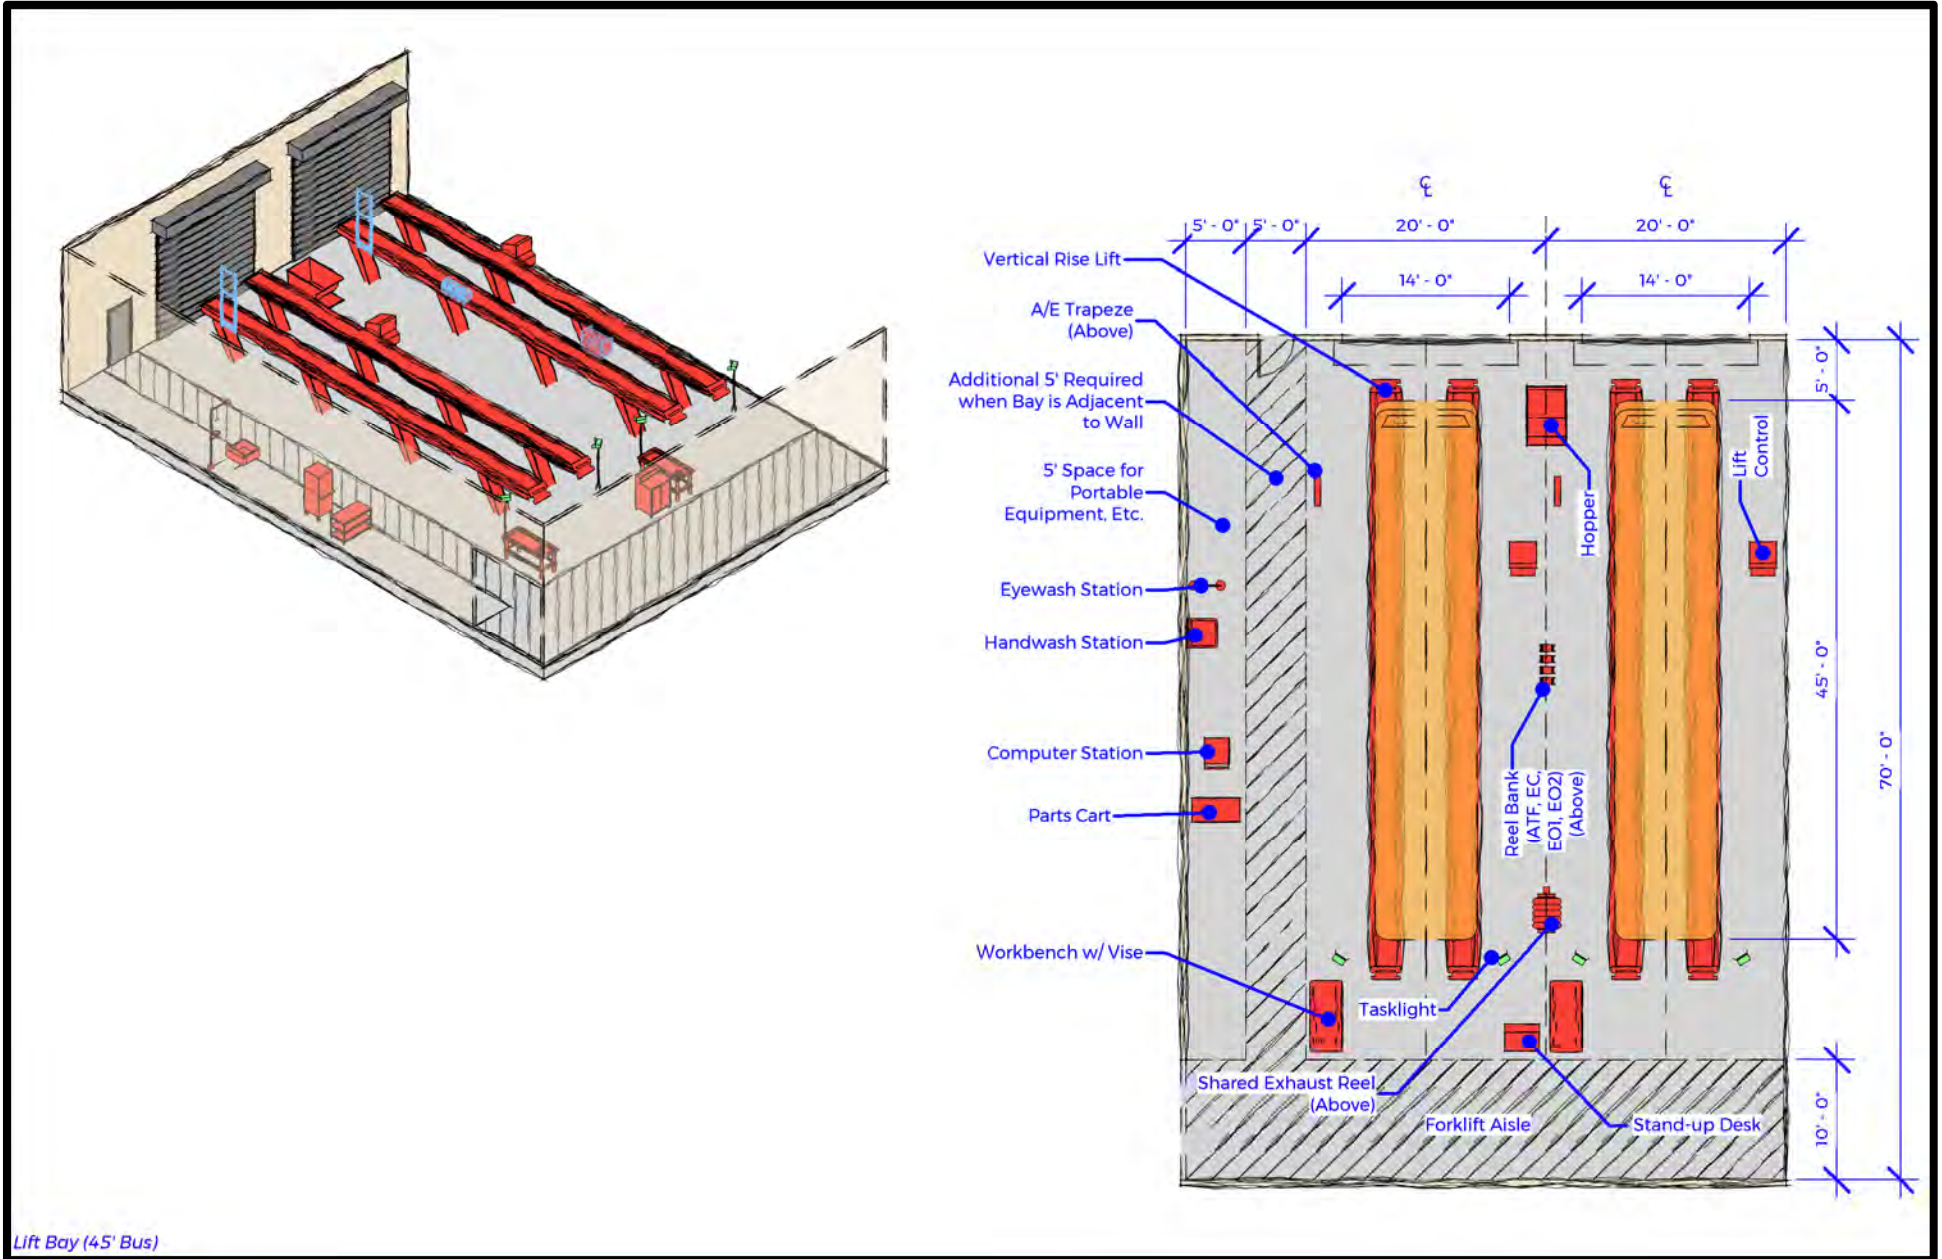 ℄ ℄
5' - 0" 5' - 0" 20' - 0" 20' - 0"
14' - 0" 14' - 0"
Vertical Rise Lift
A/E Trapeze
(Above)
Additional 5' Required
when Bay is Adjacent
to Wall
5' Space for
Portable
Equipment, Etc.
Eyewash Station
Handwash Station
Computer Station
Parts Cart
Workbench w/ Vise
Hopper
Lift
Control
Reel Bank
(ATF, EC,
EO1, EO2)
(Above)
Tasklight
Shared Exhaust Reel
(Above)
Forklift Aisle
Stand-up Desk
5' - 0"
45' - 0"
10' - 0"
70' - 0"
Lift Bay (45' Bus)